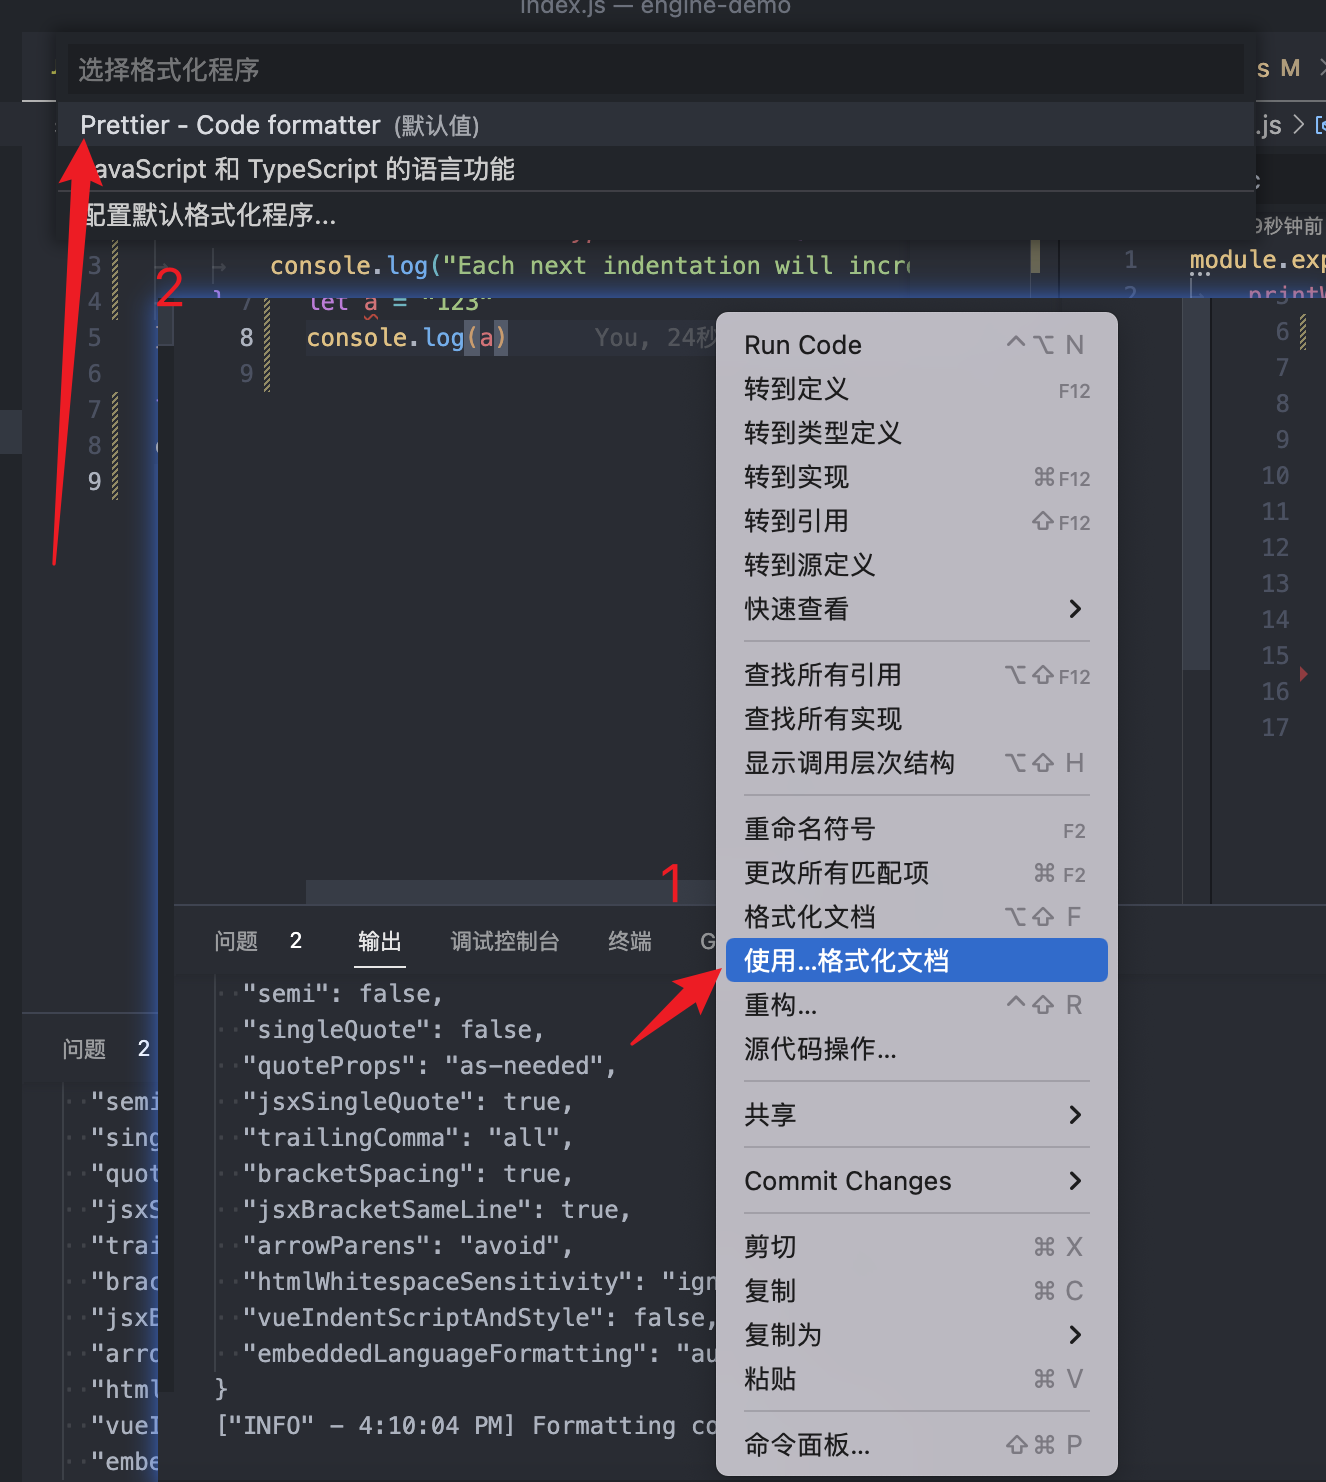 index.js — engine-demo
选择格式化程序
Prettier - Code formatter (默认值)
avaScript 和 TypeScript 的语言功能
配置默认格式化程序...
s M
.js > [
9秒钟前
3 console.log("Each next indentation will incr
2
4
5
6
7
8
9
7 let a = "123"
8 console.log(a) You, 24秒
9
1 module.exp
2 printW
5
6
7
8
9
10
11
12
13
14
15
16
17
Run Code ^⌥ N
转到定义 F12
转到类型定义
转到实现 ⌘F12
转到引用 ⇧F12
转到源定义
快速查看 >
查找所有引用 ⌥⇧F12
查找所有实现
显示调用层次结构 ⌥⇧ H
重命名符号 F2
更改所有匹配项 ⌘ F2
格式化文档 ⌥⇧ F
使用...格式化文档
重构... ^⇧ R
源代码操作...
共享 >
Commit Changes >
剪切 ⌘ X
复制 ⌘ C
复制为 >
粘贴 ⌘ V
命令面板... ⇧⌘ P
1
问题 2 输出 调试控制台 终端 G
"semi": false,
"singleQuote": false,
"quoteProps": "as-needed",
"jsxSingleQuote": true,
"trailingComma": "all",
"bracketSpacing": true,
"jsxBracketSameLine": true,
"arrowParens": "avoid",
"htmlWhitespaceSensitivity": "ign
"vueIndentScriptAndStyle": false,
"embeddedLanguageFormatting": "au
}
["INFO" - 4:10:04 PM] Formatting co
问题 2
"semi
"sing
"quot
"jsxS
"trai
"brac
"jsxB
"arro
"html
"vueI
"embe